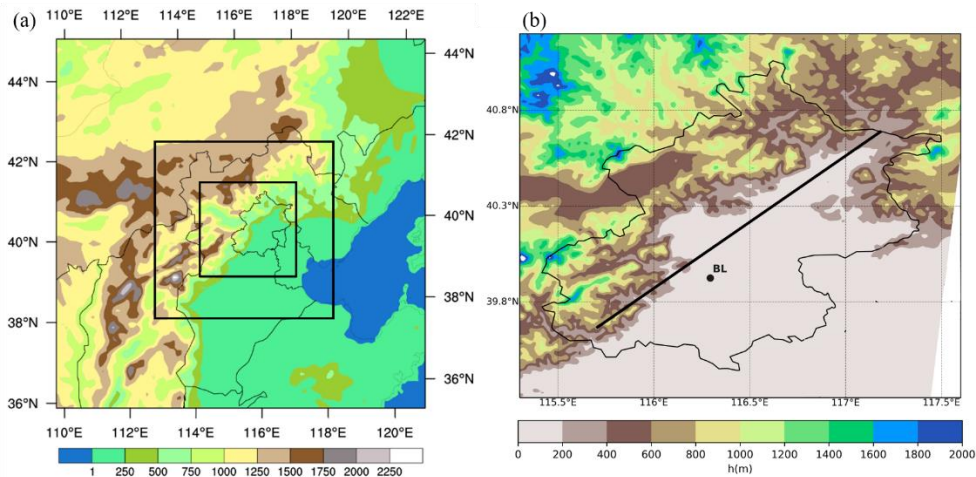 (a) 110°E 112°E 114°E 116°E 118°E 120°E 122°E
44°N 44°N
42°N 42°N
40°N 40°N
38°N 38°N
36°N 36°N
110°E 112°E 114°E 116°E 118°E 120°E
1 250 500 750 1000 1250 1500 1750 2000 2250
(b)
40.8°N
40.3°N
BL
39.8°N
115.5°E 116°E 116.5°E 117°E 117.5°E
0 200 400 600 800 1000 1200 1400 1600 1800 2000
h(m)